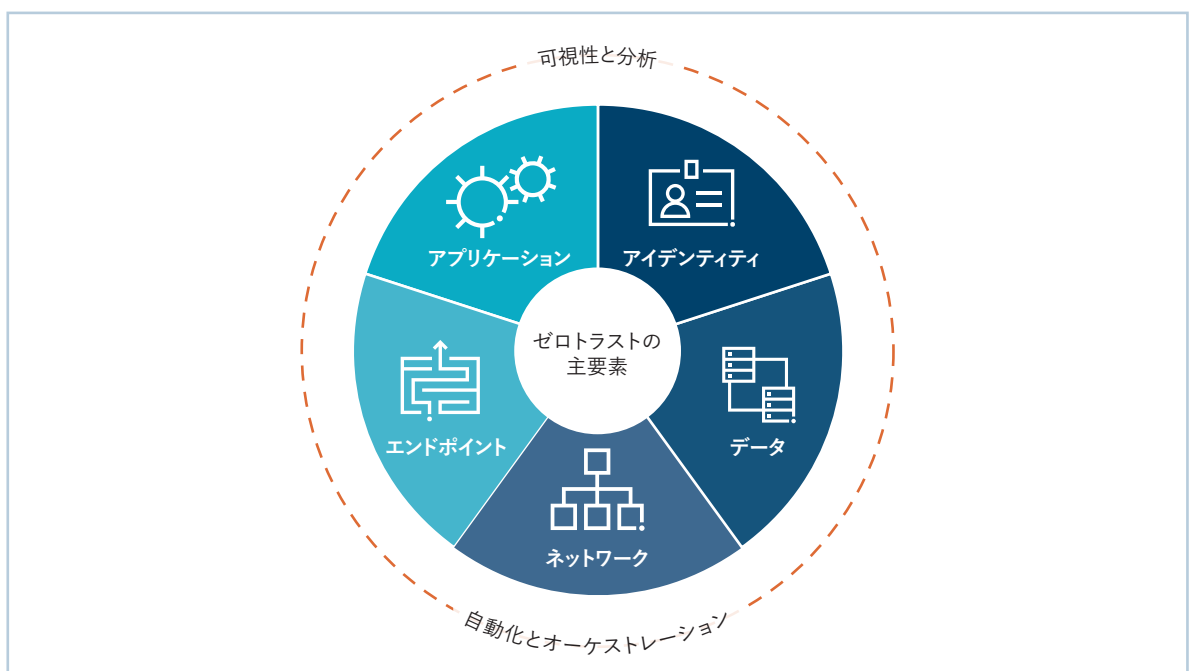 可視性と分析
アプリケーション
アイデンティティ
ゼロトラストの
主要素
エンドポイント
データ
ネットワーク
自動化とオーケストレーション